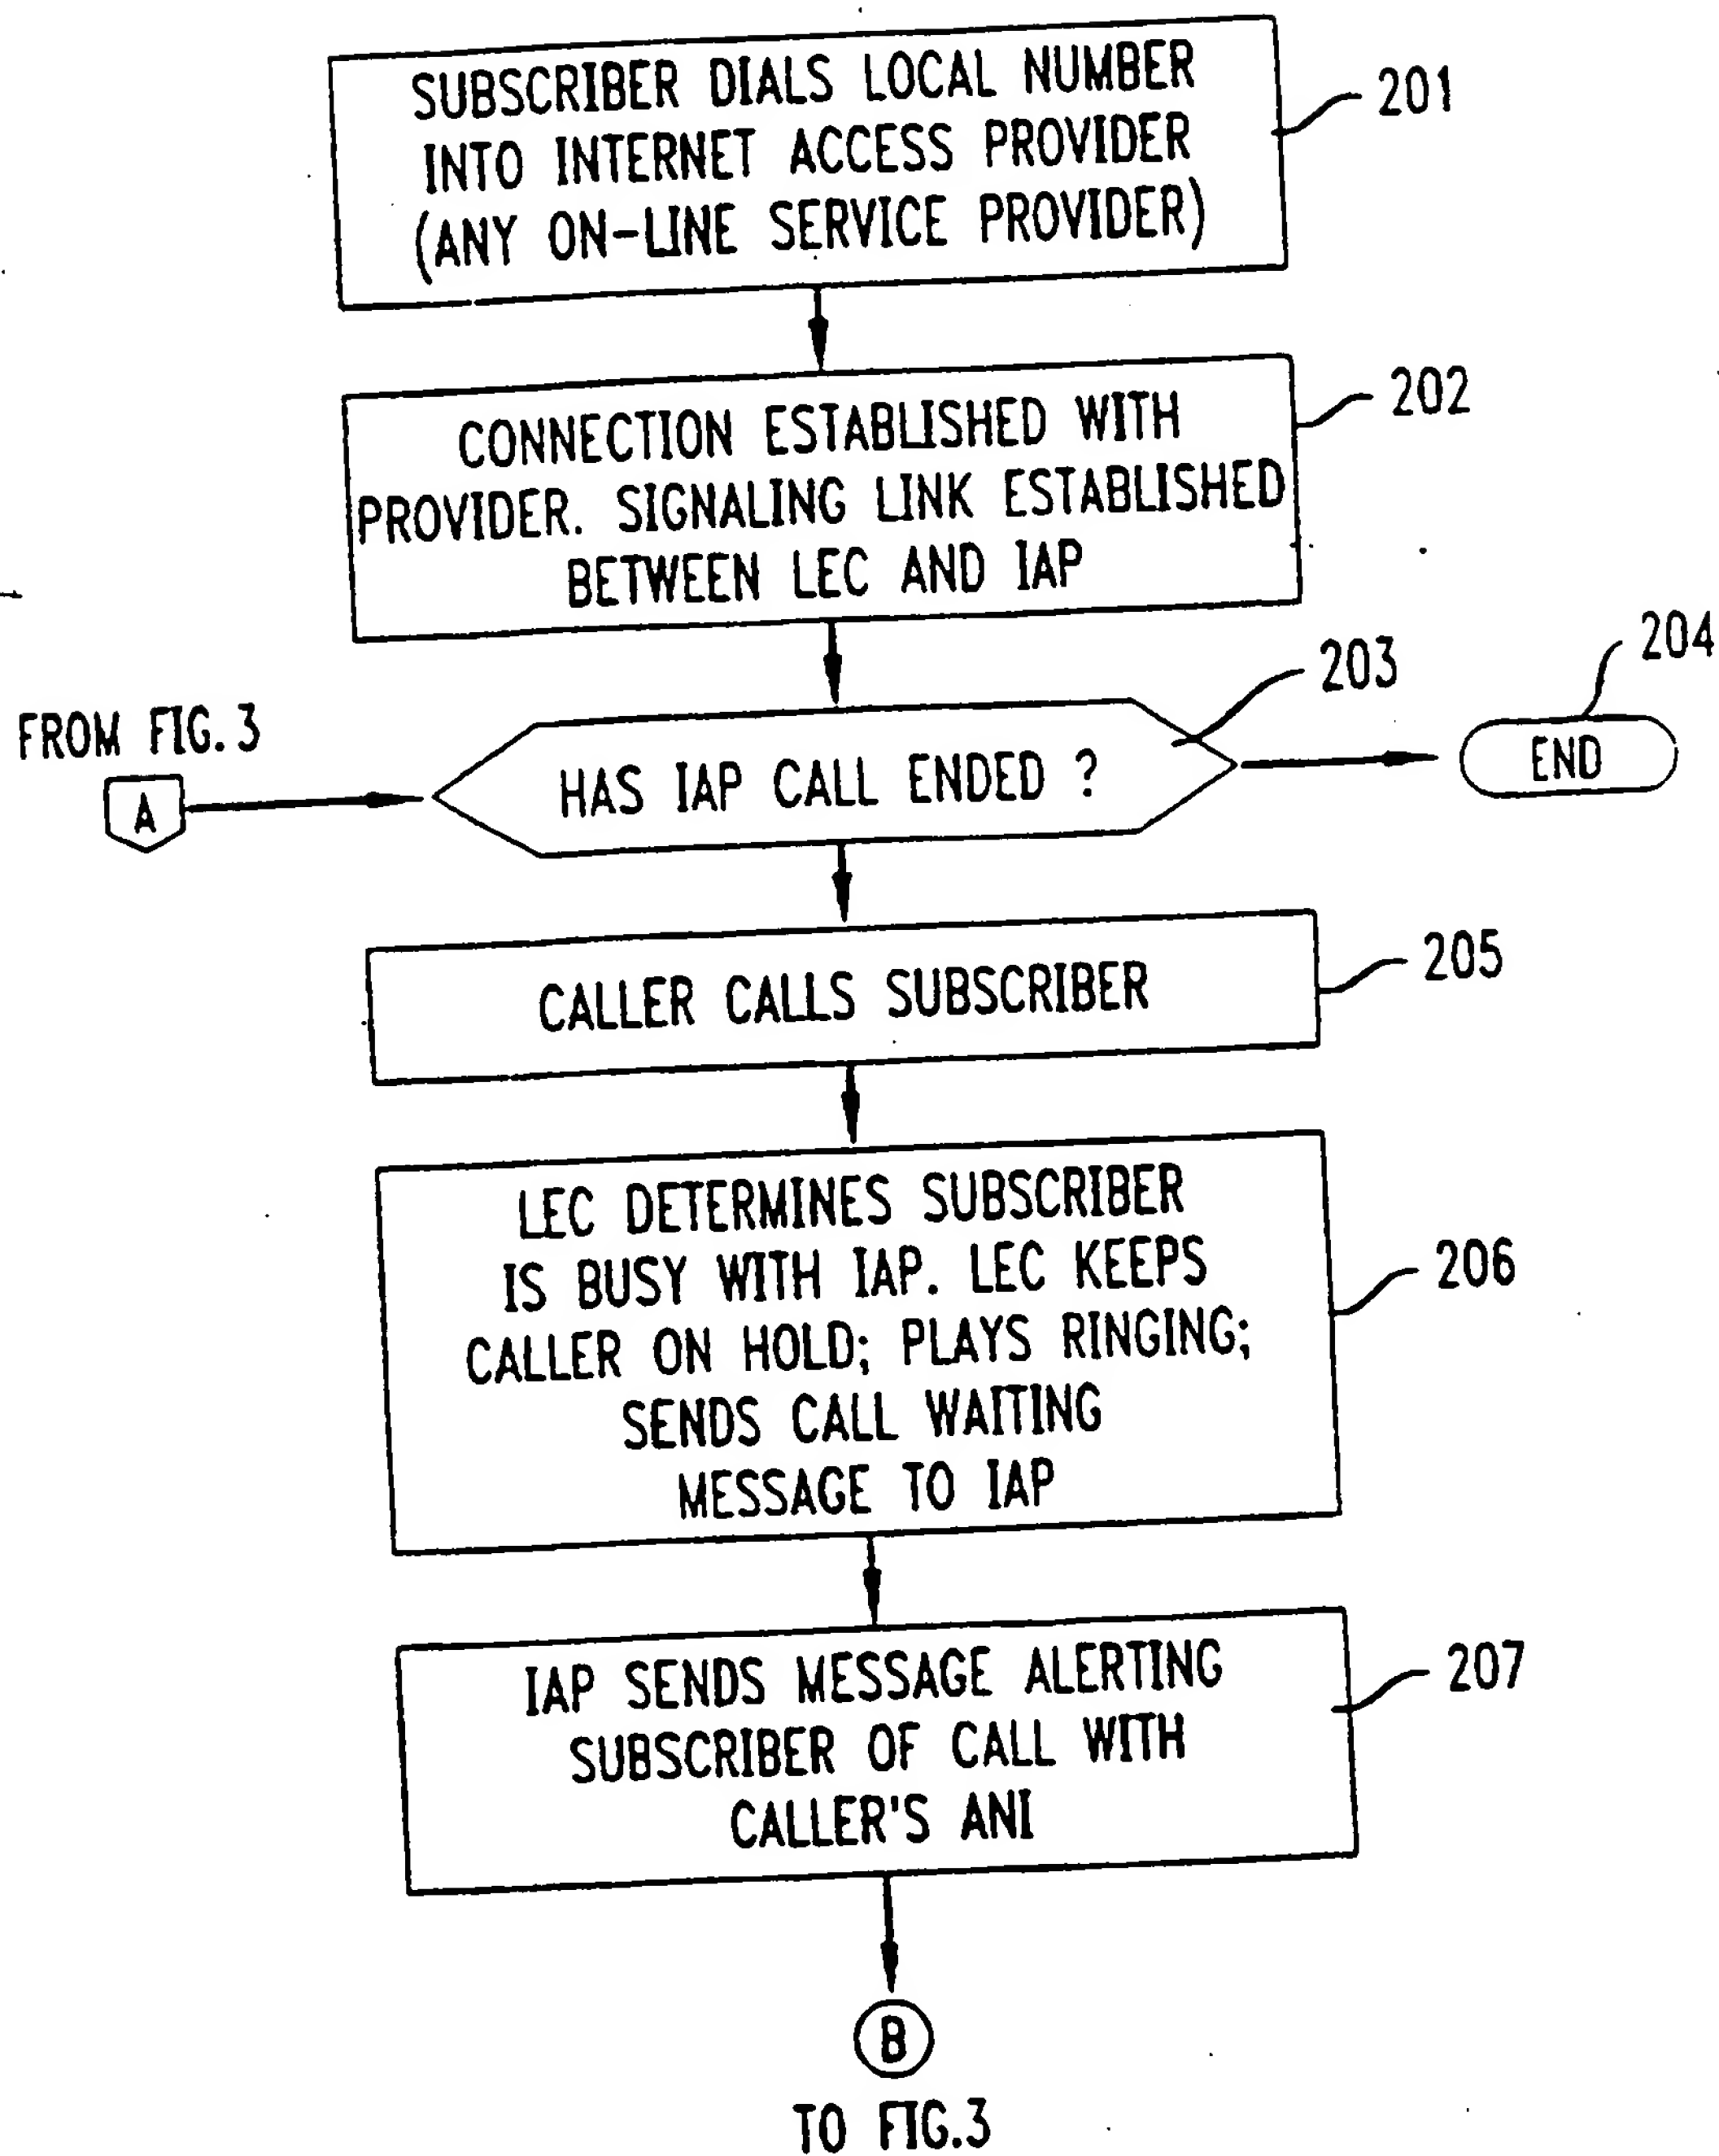 SUBSCRIBER DIALS LOCAL NUMBER
INTO INTERNET ACCESS PROVIDER
(ANY ON-LINE SERVICE PROVIDER)
201
CONNECTION ESTABLISHED WITH
PROVIDER. SIGNALING LINK ESTABLISHED
BETWEEN LEC AND IAP
202
FROM FIG. 3
A
HAS IAP CALL ENDED ?
203
END
204
CALLER CALLS SUBSCRIBER
205
LEC DETERMINES SUBSCRIBER
IS BUSY WITH IAP. LEC KEEPS
CALLER ON HOLD; PLAYS RINGING;
SENDS CALL WAITING
MESSAGE TO IAP
206
IAP SENDS MESSAGE ALERTING
SUBSCRIBER OF CALL WITH
CALLER'S ANI
207
B
TO FIG.3